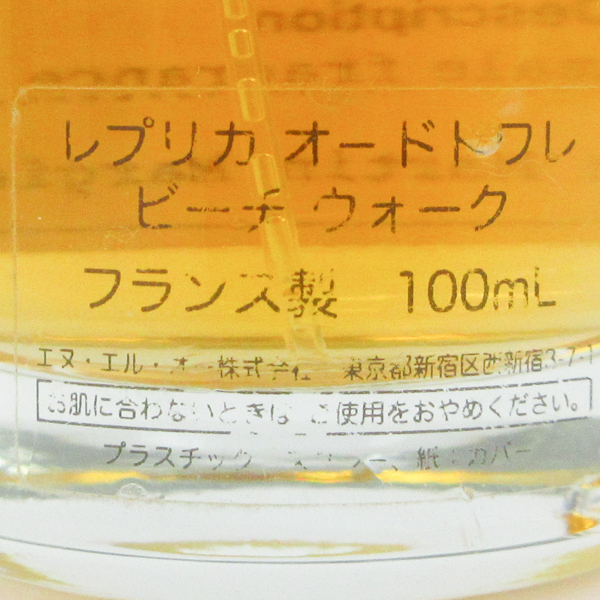 Description
レプリカ オードトワレ
ビーチ ウォーク
フランス製 100mL
エヌ・エル・オー株式会社 東京都新宿区西新宿3-7-1
お肌に合わないときは ご使用をおやめください。
プラスチック 紙 カバー